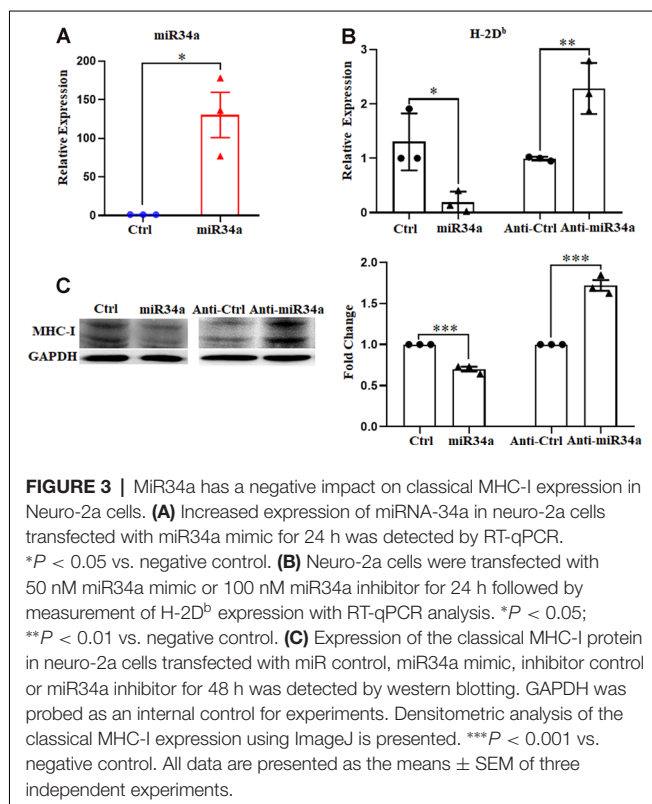 A
miR34a
*
Relative Expression
200
150
100
50
0
Ctrl
miR34a
B
H-2Dᵇ
**
*
Relative Expression
3
2
1
0
Ctrl
miR34a
Anti-Ctrl
Anti-miR34a
C
Ctrl
miR34a
Anti-Ctrl
Anti-miR34a
MHC-I
GAPDH
***
***
Fold Change
2.0
1.5
1.0
0.5
0.0
Ctrl
miR34a
Anti-Ctrl
Anti-miR34a
FIGURE 3 | MiR34a has a negative impact on classical MHC-I expression in
Neuro-2a cells. (A) Increased expression of miRNA-34a in neuro-2a cells
transfected with miR34a mimic for 24 h was detected by RT-qPCR.
*P < 0.05 vs. negative control. (B) Neuro-2a cells were transfected with
50 nM miR34a mimic or 100 nM miR34a inhibitor for 24 h followed by
measurement of H-2Dᵇ expression with RT-qPCR analysis. *P < 0.05;
**P < 0.01 vs. negative control. (C) Expression of the classical MHC-I protein
in neuro-2a cells transfected with miR control, miR34a mimic, inhibitor control
or miR34a inhibitor for 48 h was detected by western blotting. GAPDH was
probed as an internal control for experiments. Densitometric analysis of the
classical MHC-I expression using ImageJ is presented. ***P < 0.001 vs.
negative control. All data are presented as the means ± SEM of three
independent experiments.